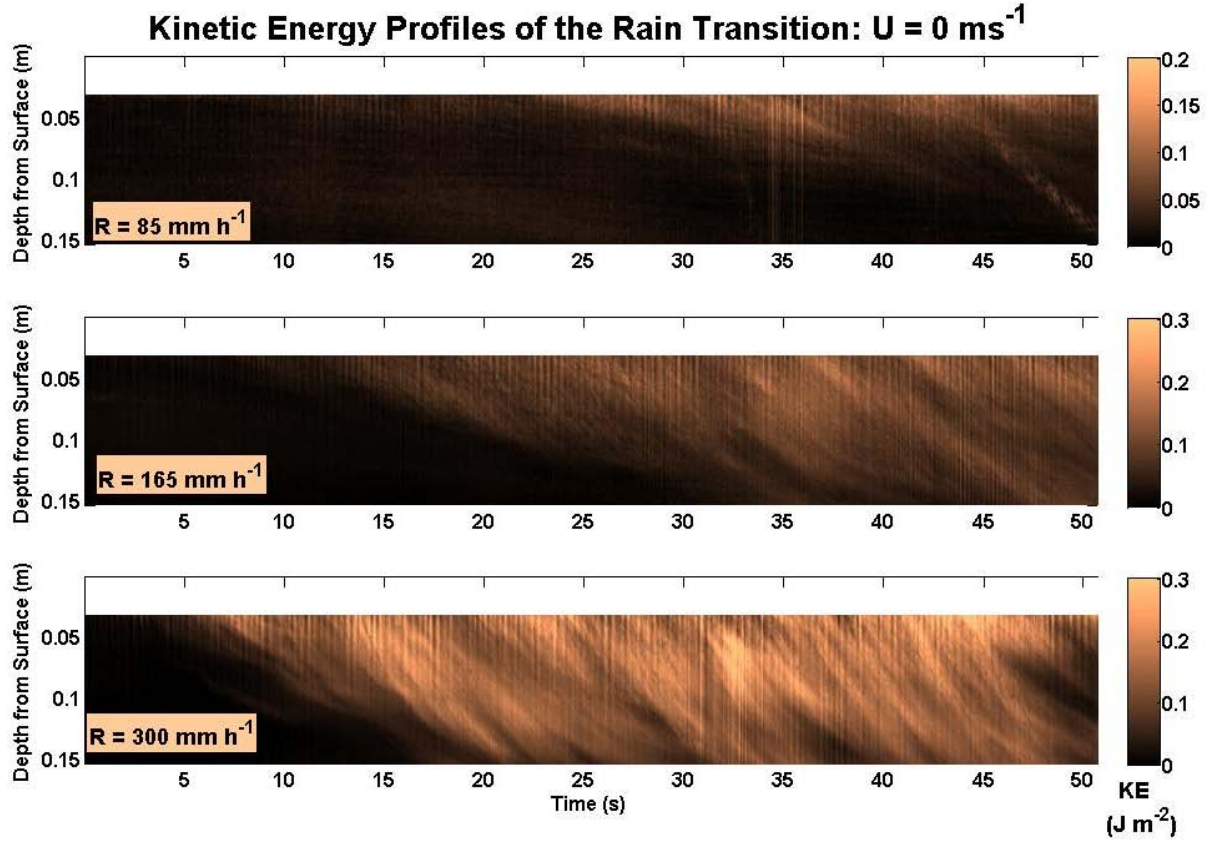 Kinetic Energy Profiles of the Rain Transition: U = 0 ms⁻¹
Depth from Surface (m)
0.05
0.1
0.15
R = 85 mm h⁻¹
5 10 15 20 25 30 35 40 45 50
0.2
0.15
0.1
0.05
0
Depth from Surface (m)
0.05
0.1
0.15
R = 165 mm h⁻¹
5 10 15 20 25 30 35 40 45 50
0.3
0.2
0.1
0
Depth from Surface (m)
0.05
0.1
0.15
R = 300 mm h⁻¹
5 10 15 20 25 30 35 40 45 50
Time (s)
0.3
0.2
0.1
0
KE
(J m⁻²)